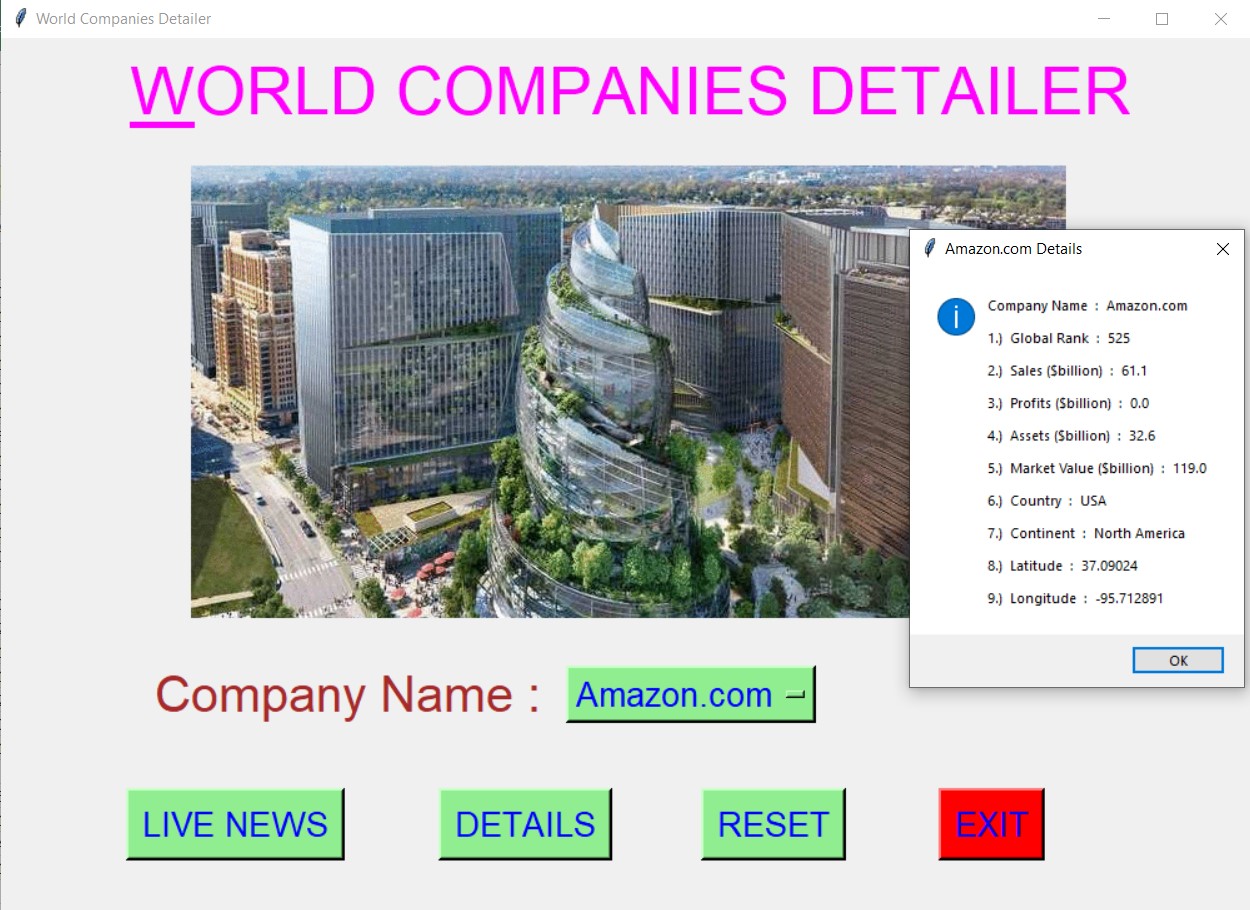 World Companies Detailer
WORLD COMPANIES DETAILER
Amazon.com Details
Company Name : Amazon.com
1.) Global Rank : 525
2.) Sales ($billion) : 61.1
3.) Profits ($billion) : 0.0
4.) Assets ($billion) : 32.6
5.) Market Value ($billion) : 119.0
6.) Country : USA
7.) Continent : North America
8.) Latitude : 37.09024
9.) Longitude : -95.712891
OK
Company Name : Amazon.com
LIVE NEWS DETAILS RESET EXIT